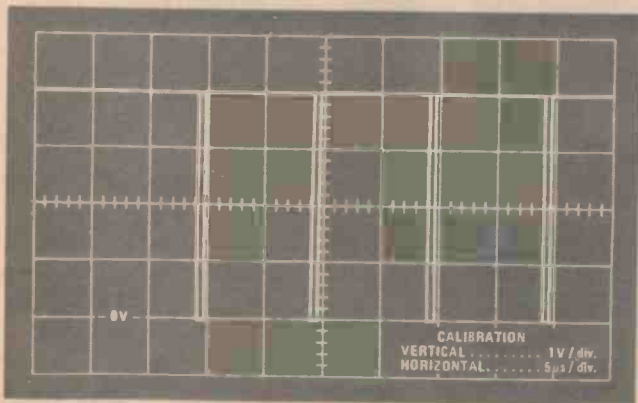 0V
CALIBRATION
VERTICAL ......... 1V/div.
HORIZONTAL....... 5µs/div.